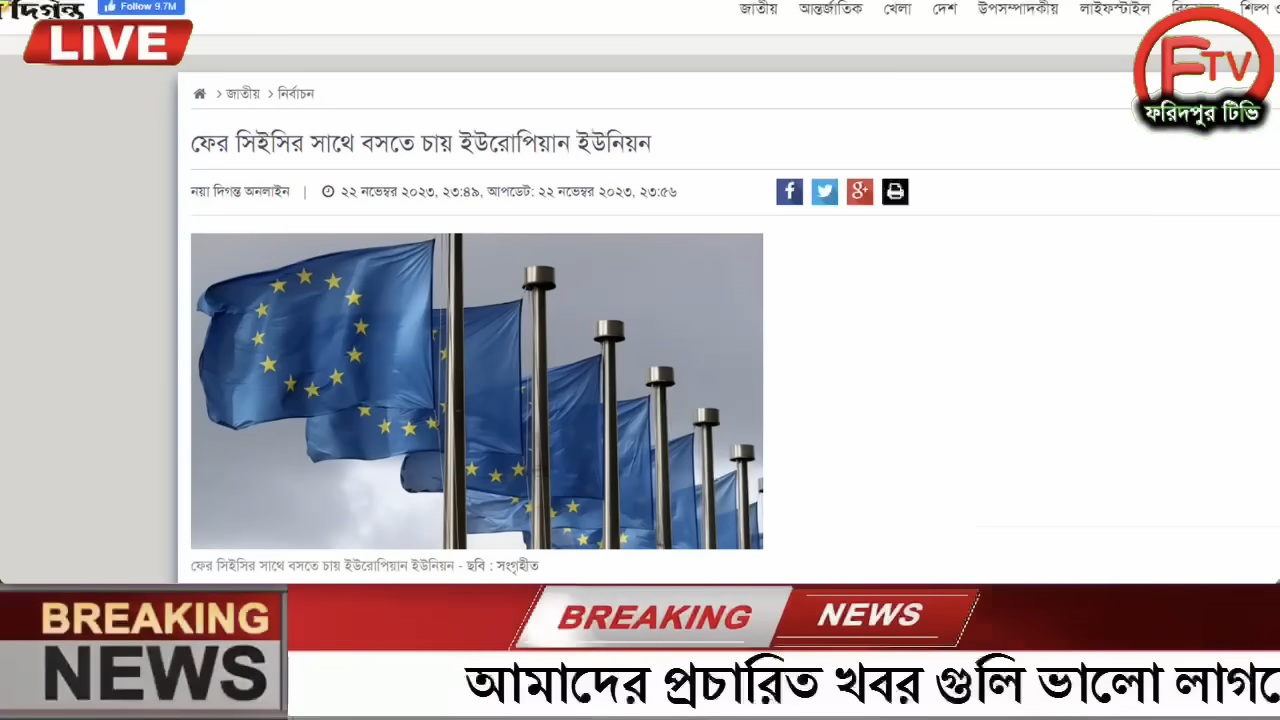 দিগন্ত
Follow 9.7M
জাতীয় আন্তর্জাতিক খেলা দেশ উপসম্পাদকীয় লাইফস্টাইল
LIVE
FTV
ফরিদপুর টিভি
জাতীয় > নির্বাচন
ফের সিইসির সাথে বসতে চায় ইউরোপিয়ান ইউনিয়ন
নয়া দিগন্ত অনলাইন | ২২ নভেম্বর ২০২৩, ২৩:৪৯, আপডেট: ২২ নভেম্বর ২০২৩, ২৩:৫৬
ফের সিইসির সাথে বসতে চায় ইউরোপিয়ান ইউনিয়ন - ছবি : সংগৃহীত
BREAKING
NEWS
BREAKING NEWS
আমাদের প্রচারিত খবর গুলি ভালো লাগলে